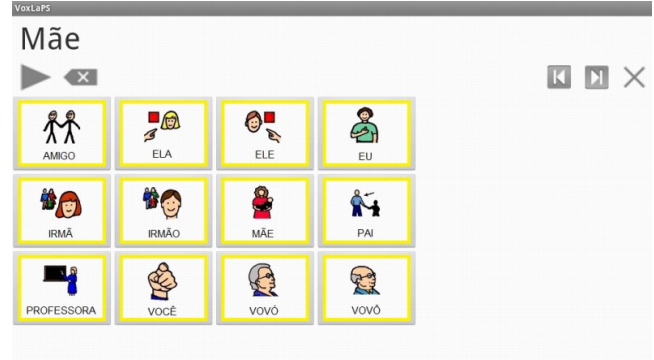 VoxLaPS
Mãe
AMIGO ELA ELE EU
IRMÃ IRMÃO MÃE PAI
PROFESSORA VOCÊ VOVÓ VOVÔ